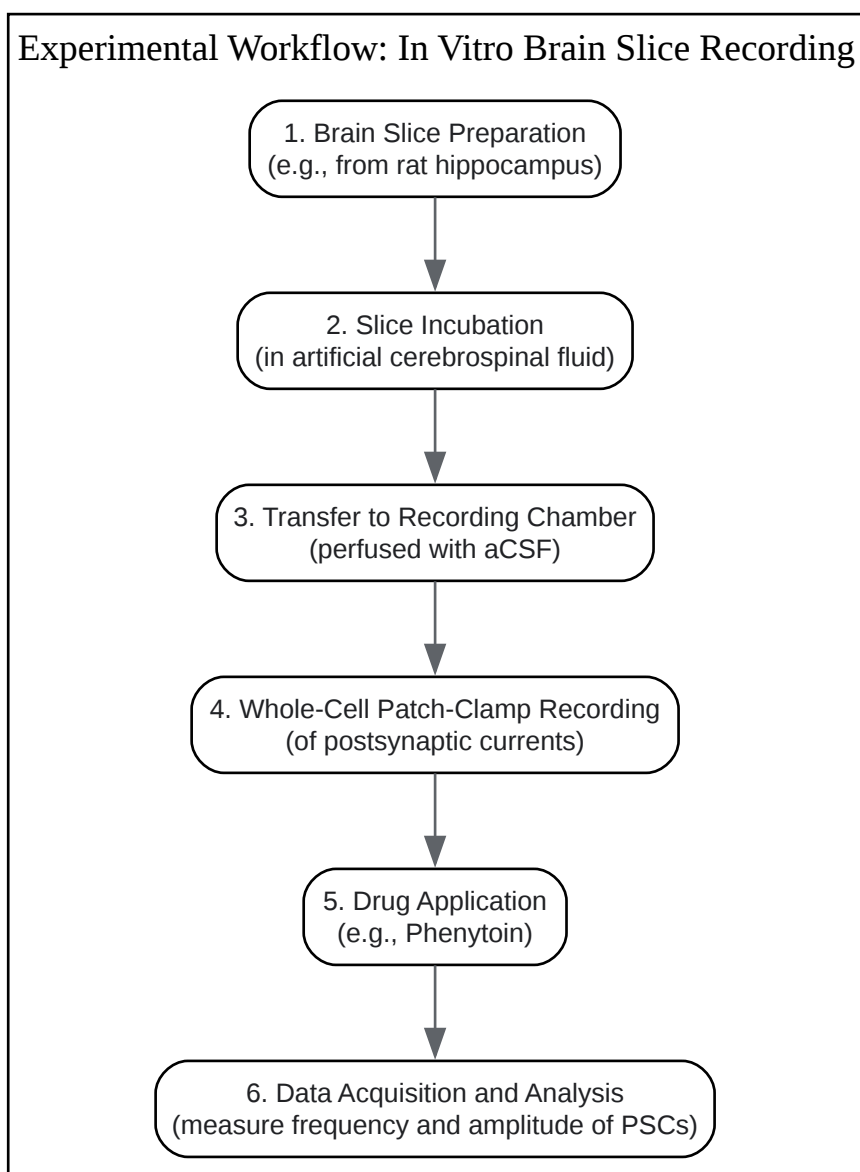 Experimental Workflow: In Vitro Brain Slice Recording
1. Brain Slice Preparation
(e.g., from rat hippocampus)
2. Slice Incubation
(in artificial cerebrospinal fluid)
3. Transfer to Recording Chamber
(perfused with aCSF)
4. Whole-Cell Patch-Clamp Recording
(of postsynaptic currents)
5. Drug Application
(e.g., Phenytoin)
6. Data Acquisition and Analysis
(measure frequency and amplitude of PSCs)